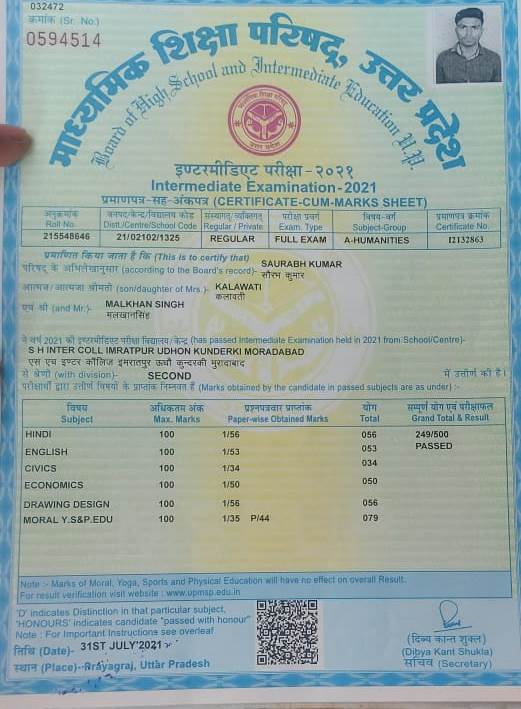 032472
क्रमांक (Sr. No.)
0594514
माध्यमिक शिक्षा परिषद्, उत्तर प्रदेश
Board of High School and Intermediate Education U.P.
इण्टरमीडिएट परीक्षा - २०२१
Intermediate Examination - 2021
प्रमाणपत्र-सह-अंकपत्र (CERTIFICATE-CUM-MARKS SHEET)
अनुक्रमांक जनपद/केन्द्र/विद्यालय कोड संस्थागत/ व्यक्तिगत परीक्षा प्रवर्ग विषय-वर्ग प्रमाणपत्र क्रमांक
Roll No. Distt./Centre/School Code Regular / Private Exam. Type Subject-Group Certificate No.
215548646 21/02102/1325 REGULAR FULL EXAM A-HUMANITIES I2132863
प्रमाणित किया जाता है कि (This is to certify that)
परिषद् के अभिलेखानुसार (according to the Board's record)- SAURABH KUMAR
सौरभ कुमार
आत्मज / आत्मजा श्रीमती (son/daughter of Mrs.)- KALAWATI
कलावती
एवं श्री (and Mr.)- MALKHAN SINGH
मलखानसिंह
ने वर्ष 2021 की इण्टरमीडिएट परीक्षा विद्यालय/केन्द्र (has passed Intermediate Examination held in 2021 from School/Centre)-
S H INTER COLL IMRATPUR UDHON KUNDERKI MORADABAD
एस एच इण्टर कौलिज इमरातपुर ऊधौ कुन्दरकी मुरादाबाद
से श्रेणी (with division)- SECOND में उत्तीर्ण की है।
परीक्षार्थी द्वारा उत्तीर्ण विषयों के प्राप्तांक निम्नवत हैं (Marks obtained by the candidate in passed subjects are as under) :-
विषय अधिकतम अंक प्रश्नपत्रवार प्राप्तांक योग सम्पूर्ण योग एवं परीक्षाफल
Subject Max. Marks Paper-wise Obtained Marks Total Grand Total & Result
HINDI 100 1/56 056 249/500
ENGLISH 100 1/53 053 PASSED
CIVICS 100 1/34 034
ECONOMICS 100 1/50 050
DRAWING DESIGN 100 1/56 056
MORAL Y.S&P.EDU 100 1/35 P/44 079
Note :- Marks of Moral, Yoga, Sports and Physical Education will have no effect on overall Result.
For result verification visit website : www.upmsp.edu.in
'D' indicates Distinction in that particular subject,
'HONOURS' indicates candidate "passed with honour"
Note : For Important Instructions see overleaf
तिथि (Date)- 31ST JULY'2021
स्थान (Place)--Prayagraj, Uttar Pradesh
(दिब्य कान्त शुक्ल)
(Dibya Kant Shukla)
सचिव (Secretary)